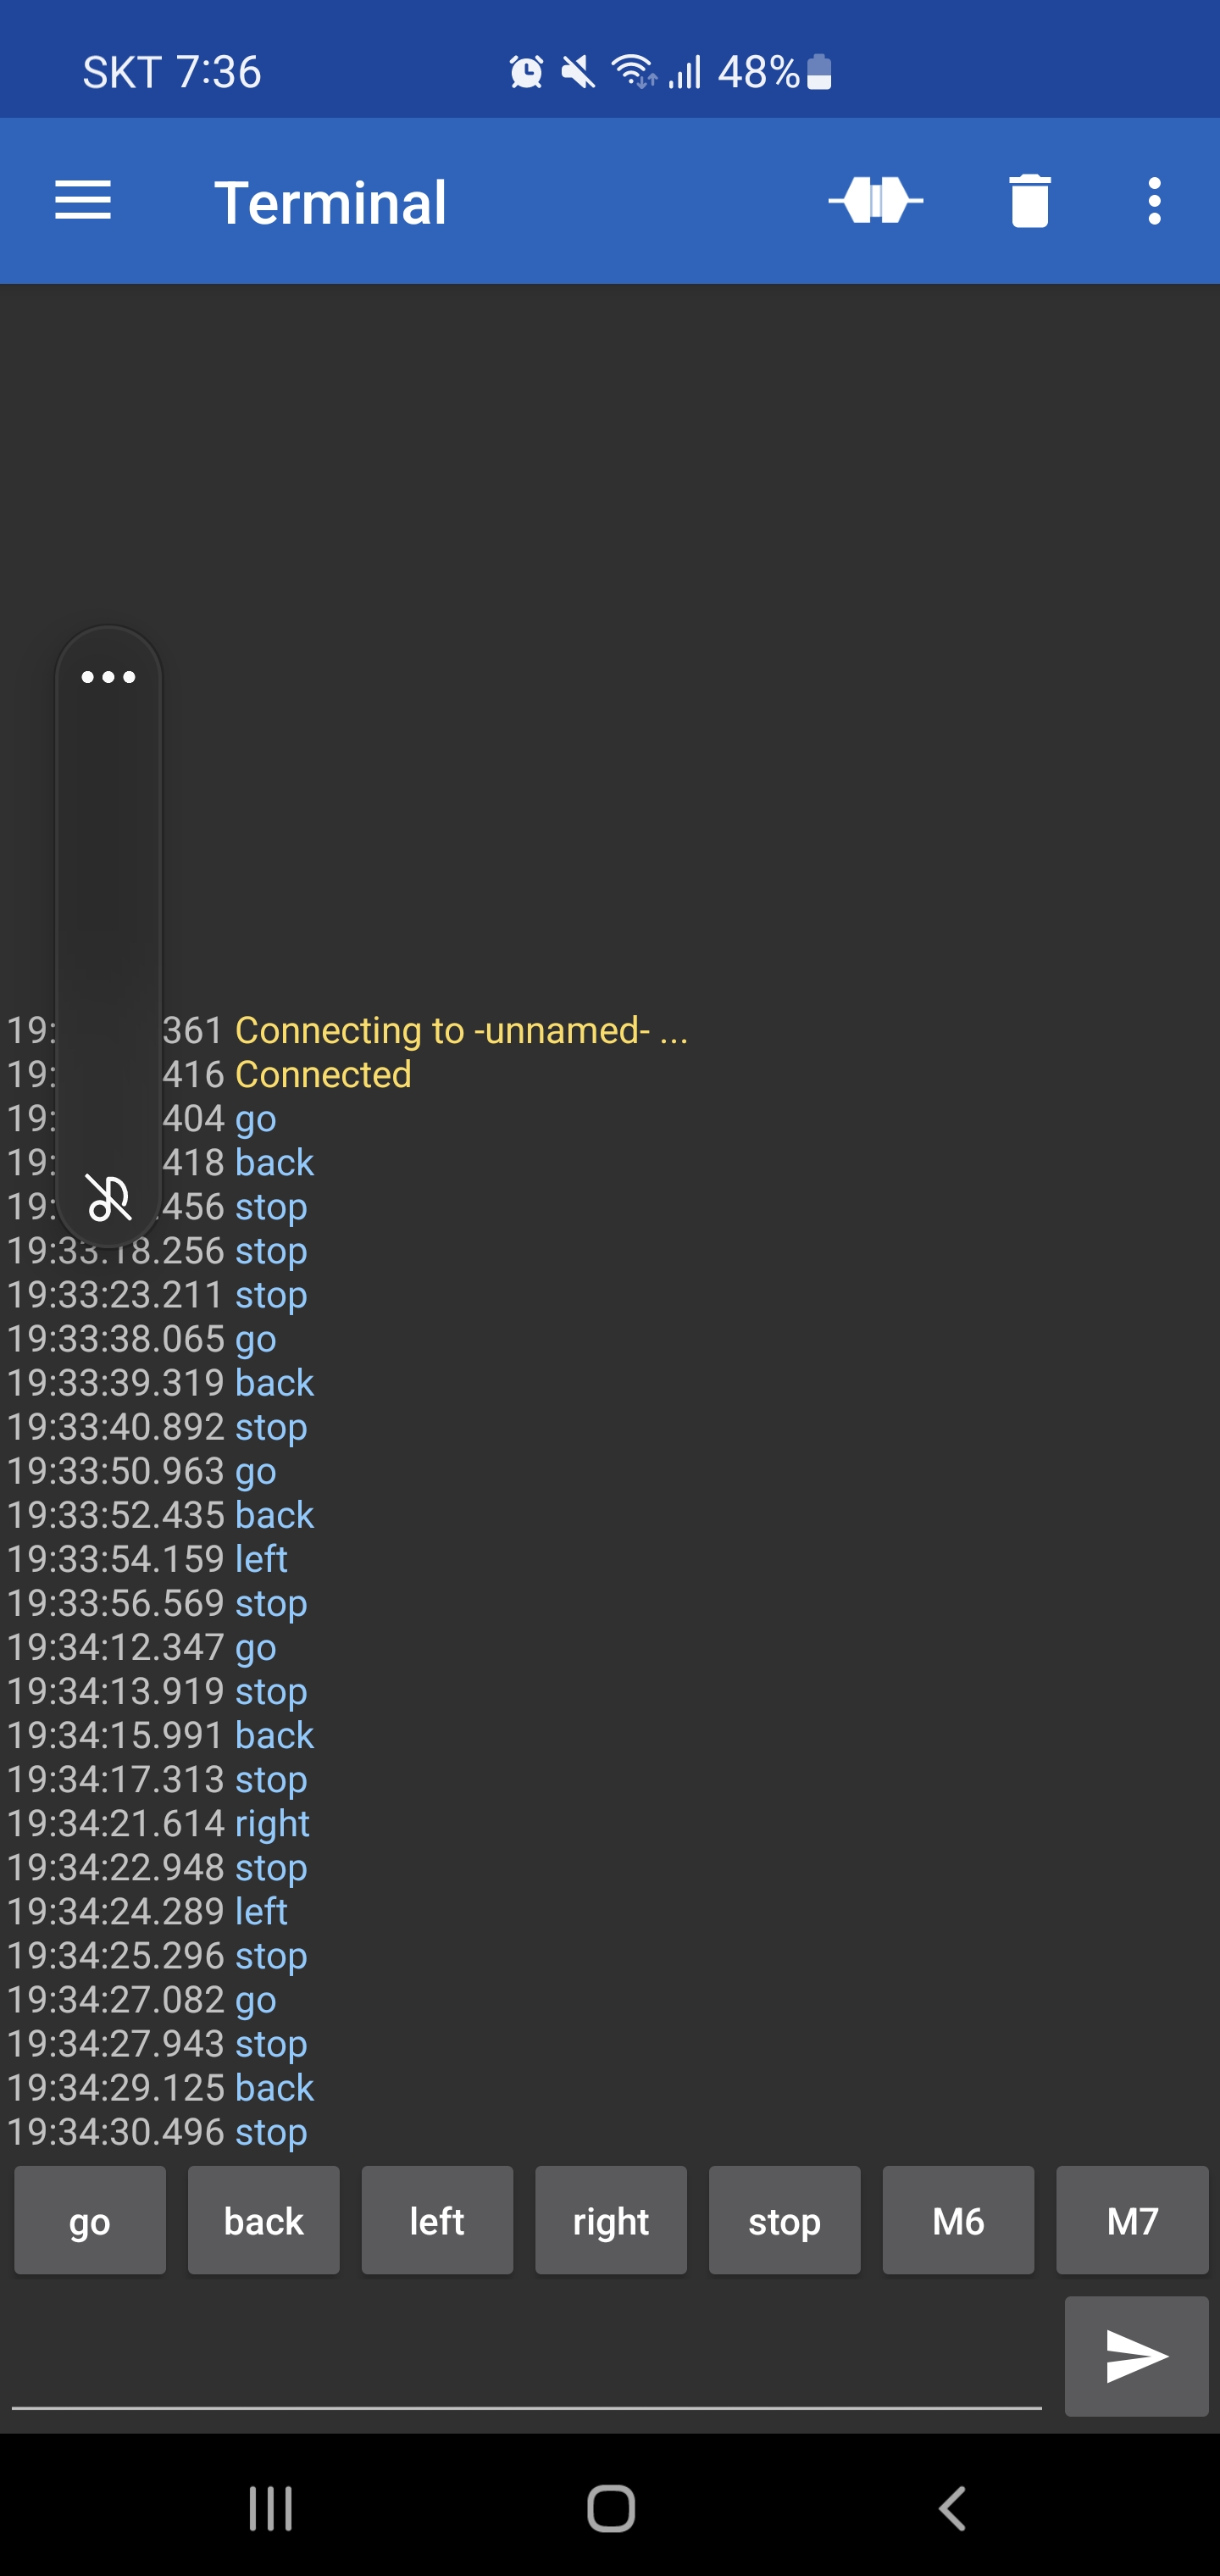 SKT 7:36 48%
Terminal
19: 361 Connecting to -unnamed- ...
19: 416 Connected
19: 404 go
19: 418 back
19: .456 stop
19:33:18.256 stop
19:33:23.211 stop
19:33:38.065 go
19:33:39.319 back
19:33:40.892 stop
19:33:50.963 go
19:33:52.435 back
19:33:54.159 left
19:33:56.569 stop
19:34:12.347 go
19:34:13.919 stop
19:34:15.991 back
19:34:17.313 stop
19:34:21.614 right
19:34:22.948 stop
19:34:24.289 left
19:34:25.296 stop
19:34:27.082 go
19:34:27.943 stop
19:34:29.125 back
19:34:30.496 stop
go back left right stop M6 M7